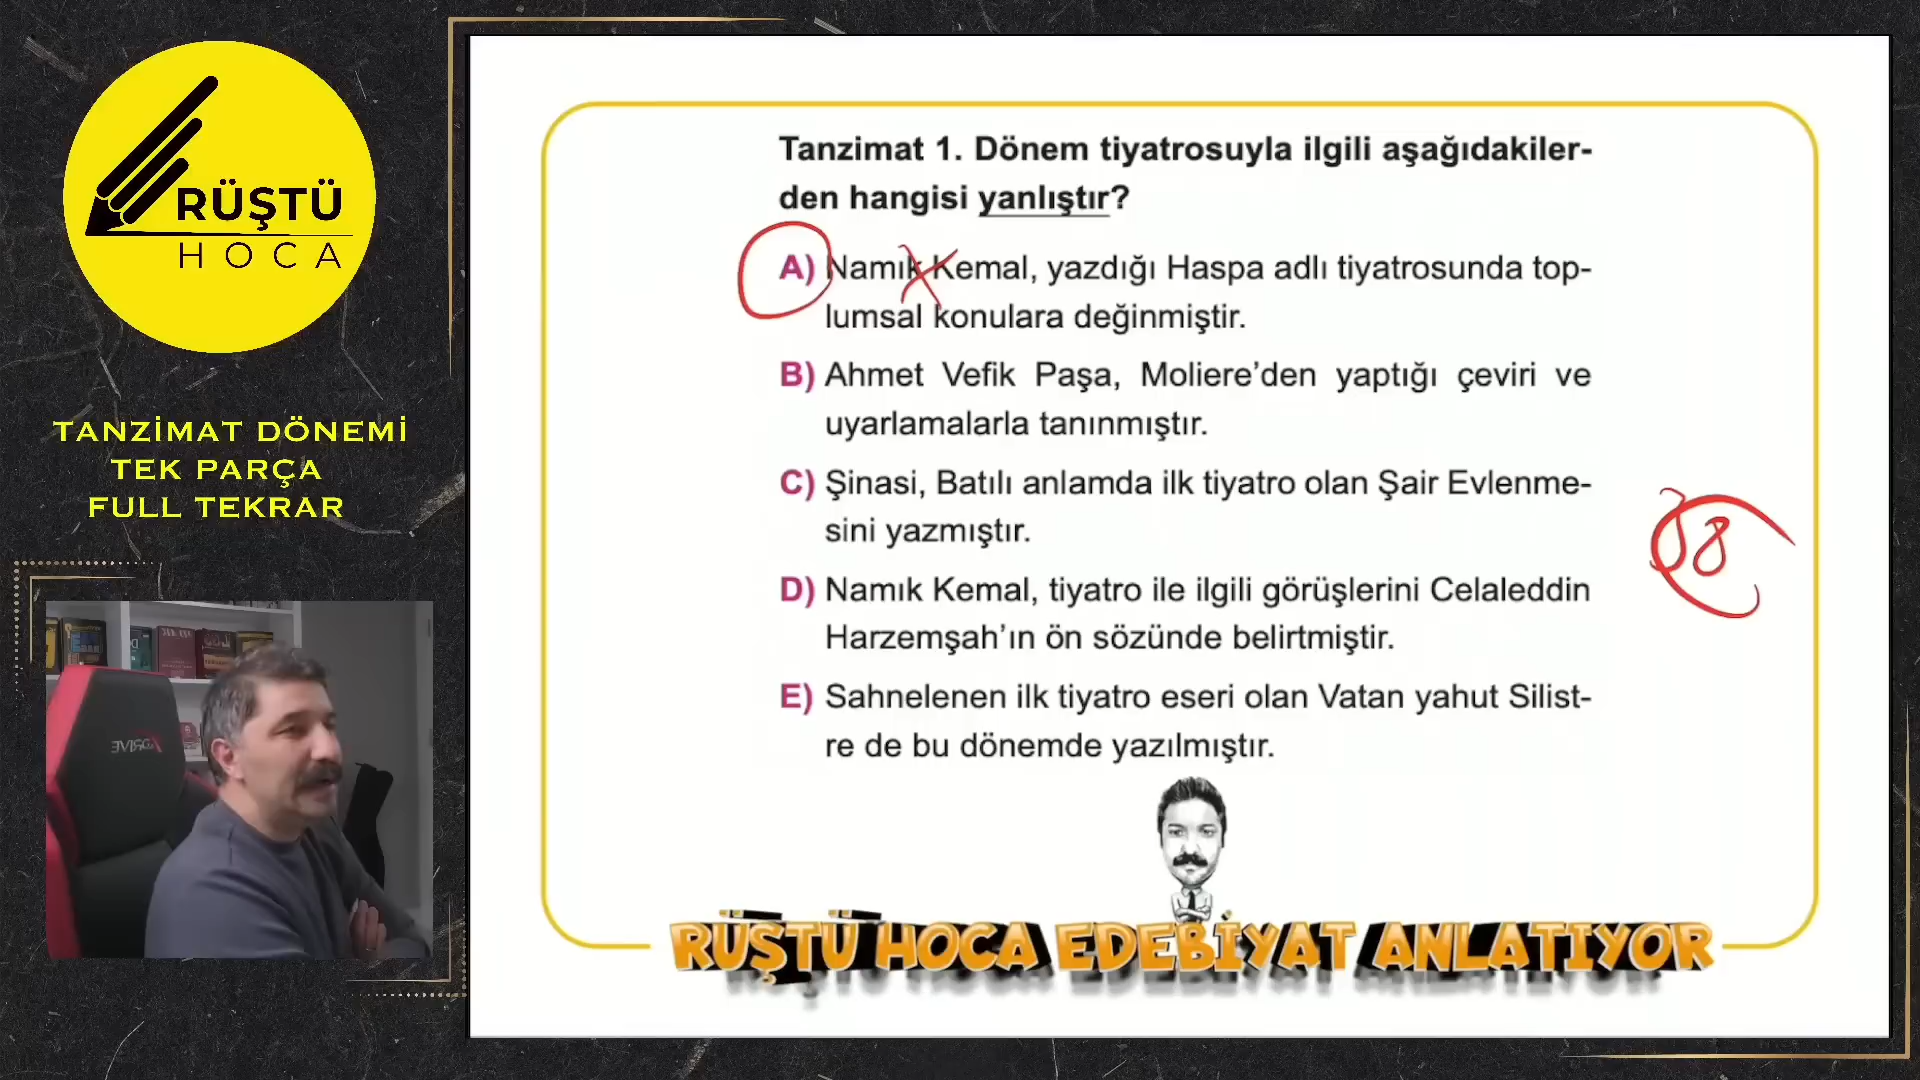 RÜŞTÜ
HOCA
TANZİMAT DÖNEMİ
TEK PARÇA
FULL TEKRAR
Tanzimat 1. Dönem tiyatrosuyla ilgili aşağıdakiler-
den hangisi yanlıştır?
A) Namık Kemal, yazdığı Haspa adlı tiyatrosunda top-
lumsal konulara değinmiştir.
B) Ahmet Vefik Paşa, Moliere’den yaptığı çeviri ve
uyarlamalarla tanınmıştır.
C) Şinasi, Batılı anlamda ilk tiyatro olan Şair Evlenme-
sini yazmıştır.
D) Namık Kemal, tiyatro ile ilgili görüşlerini Celaleddin
Harzemşah’ın ön sözünde belirtmiştir.
E) Sahnelenen ilk tiyatro eseri olan Vatan yahut Silist-
re de bu dönemde yazılmıştır.
RÜŞTÜ HOCA EDEBİYAT ANLATIYOR